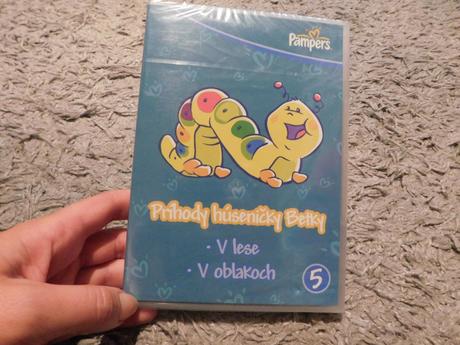 Pampers
Príhody húseničky Betky
• V lese
• V oblakoch
5